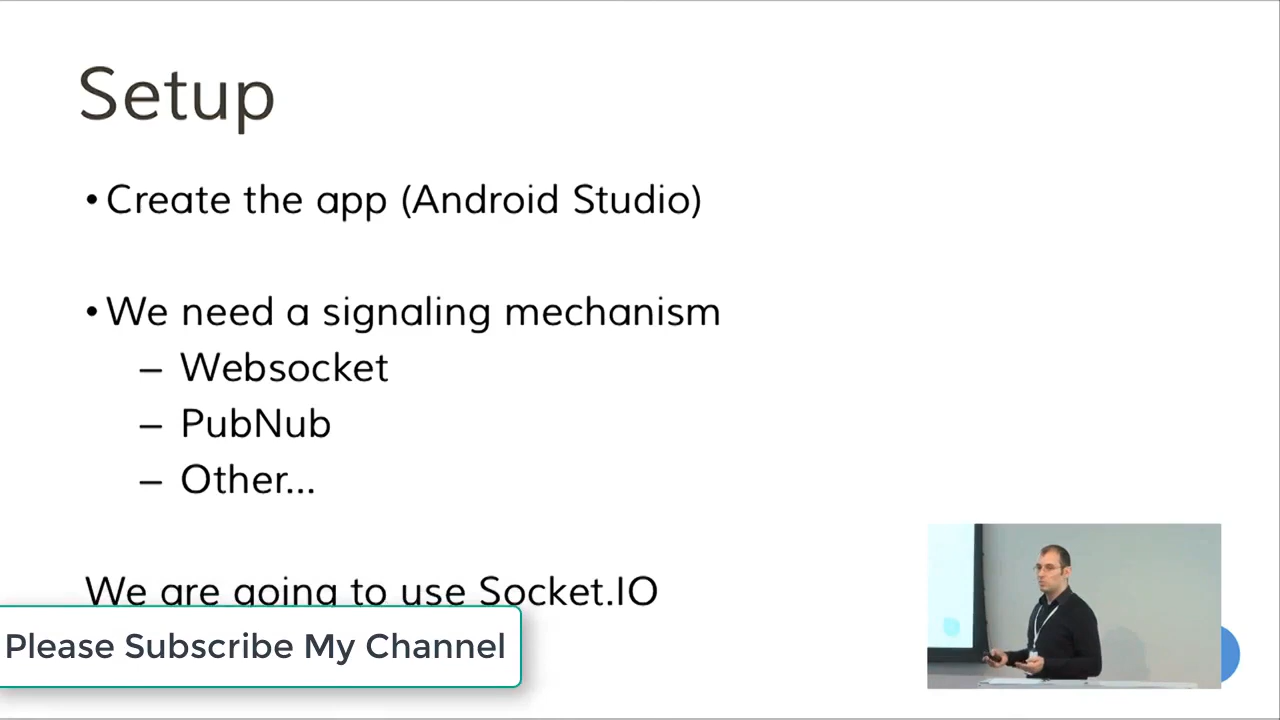 Setup
• Create the app (Android Studio)
• We need a signaling mechanism
– Websocket
– PubNub
– Other...
We are going to use Socket.IO
Please Subscribe My Channel